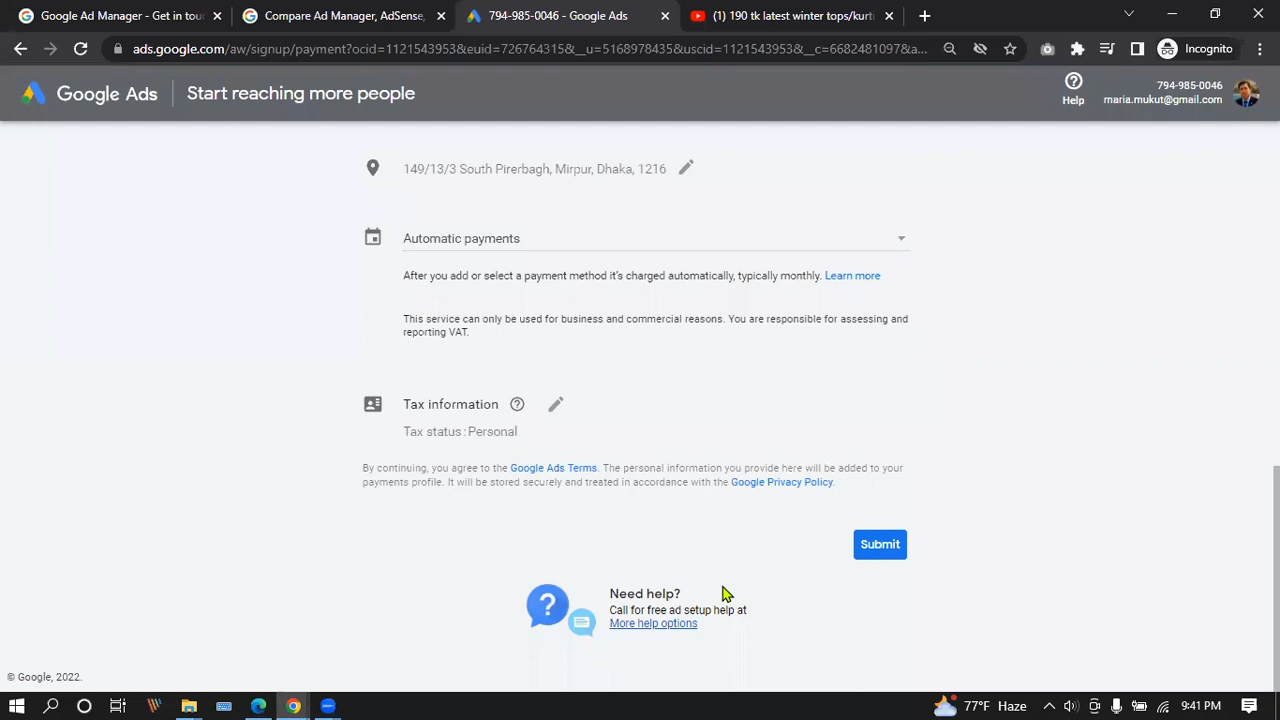 Google Ad Manager - Get in touc
Compare Ad Manager, AdSense,
794-985-0046 - Google Ads
(1) 190 tk latest winter tops/kurti
ads.google.com/aw/signup/payment?ocid=1121543953&euid=726764315&__u=5168978435&uscid=1121543953&__c=6682481097&a...
Incognito
Google Ads
Start reaching more people
Help
794-985-0046
maria.mukut@gmail.com
149/13/3 South Pirerbagh, Mirpur, Dhaka, 1216
Automatic payments
After you add or select a payment method it's charged automatically, typically monthly. Learn more
This service can only be used for business and commercial reasons. You are responsible for assessing and
reporting VAT.
Tax information
Tax status : Personal
By continuing, you agree to the Google Ads Terms. The personal information you provide here will be added to your
payments profile. It will be stored securely and treated in accordance with the Google Privacy Policy.
Submit
Need help?
Call for free ad setup help at
More help options
© Google, 2022.
77°F Haze
9:41 PM